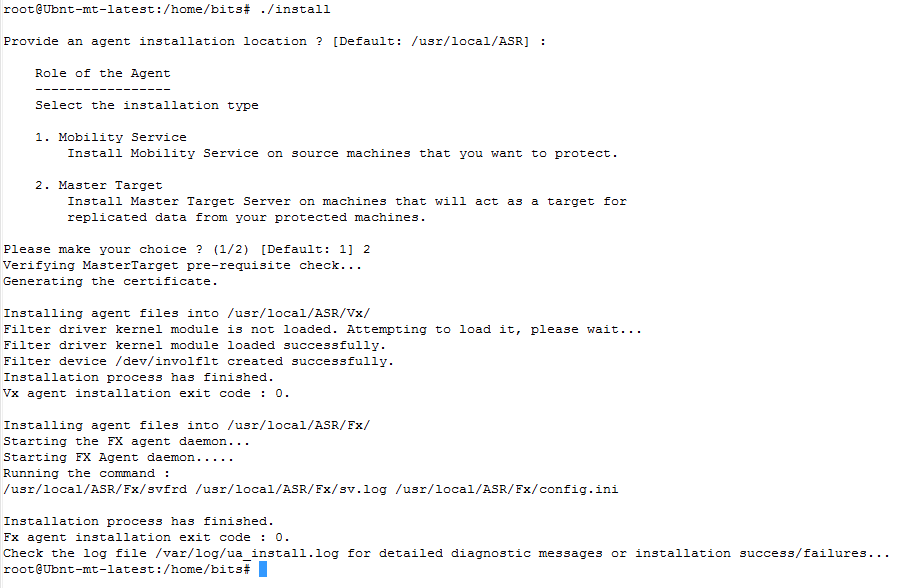 root@Ubnt-mt-latest:/home/bits# ./install
Provide an agent installation location ? [Default: /usr/local/ASR] :
Role of the Agent
-----------------
Select the installation type
1. Mobility Service
Install Mobility Service on source machines that you want to protect.
2. Master Target
Install Master Target Server on machines that will act as a target for
replicated data from your protected machines.
Please make your choice ? (1/2) [Default: 1] 2
Verifying MasterTarget pre-requisite check...
Generating the certificate.
Installing agent files into /usr/local/ASR/Vx/
Filter driver kernel module is not loaded. Attempting to load it, please wait...
Filter driver kernel module loaded successfully.
Filter device /dev/involflt created successfully.
Installation process has finished.
Vx agent installation exit code : 0.
Installing agent files into /usr/local/ASR/Fx/
Starting the FX agent daemon...
Starting FX Agent daemon.....
Running the command :
/usr/local/ASR/Fx/svfrd /usr/local/ASR/Fx/sv.log /usr/local/ASR/Fx/config.ini
Installation process has finished.
Fx agent installation exit code : 0.
Check the log file /var/log/ua_install.log for detailed diagnostic messages or installation success/failures...
root@Ubnt-mt-latest:/home/bits#